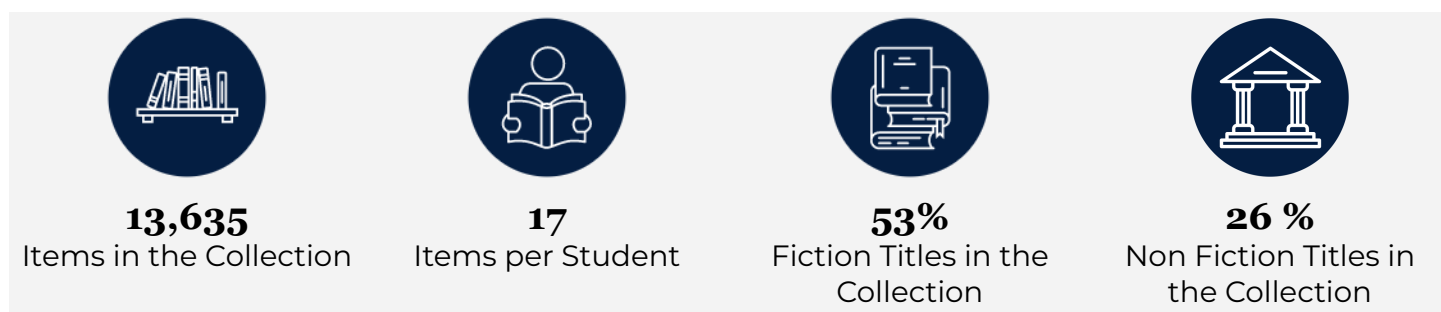 13,635
Items in the Collection
17
Items per Student
53%
Fiction Titles in the
Collection
26 %
Non Fiction Titles in
the Collection